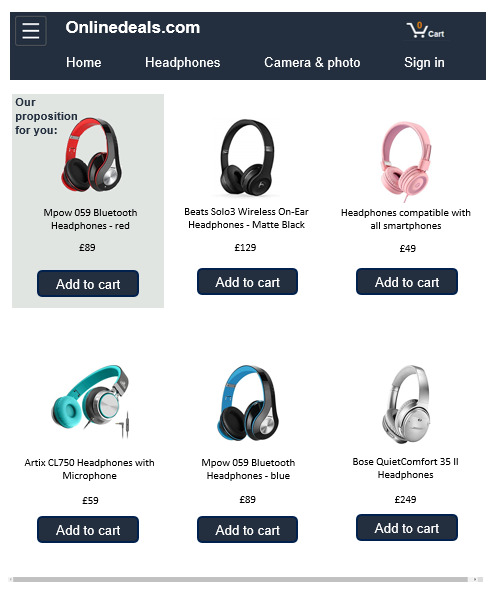 Onlinedeals.com
0
Cart
Home Headphones Camera & photo Sign in
Our
proposition
for you:
Mpow 059 Bluetooth
Headphones - red
£89
Add to cart
Beats Solo3 Wireless On-Ear
Headphones - Matte Black
£129
Add to cart
Headphones compatible with
all smartphones
£49
Add to cart
Artix CL750 Headphones with
Microphone
£59
Add to cart
Mpow 059 Bluetooth
Headphones - blue
£89
Add to cart
Bose QuietComfort 35 II
Headphones
£249
Add to cart